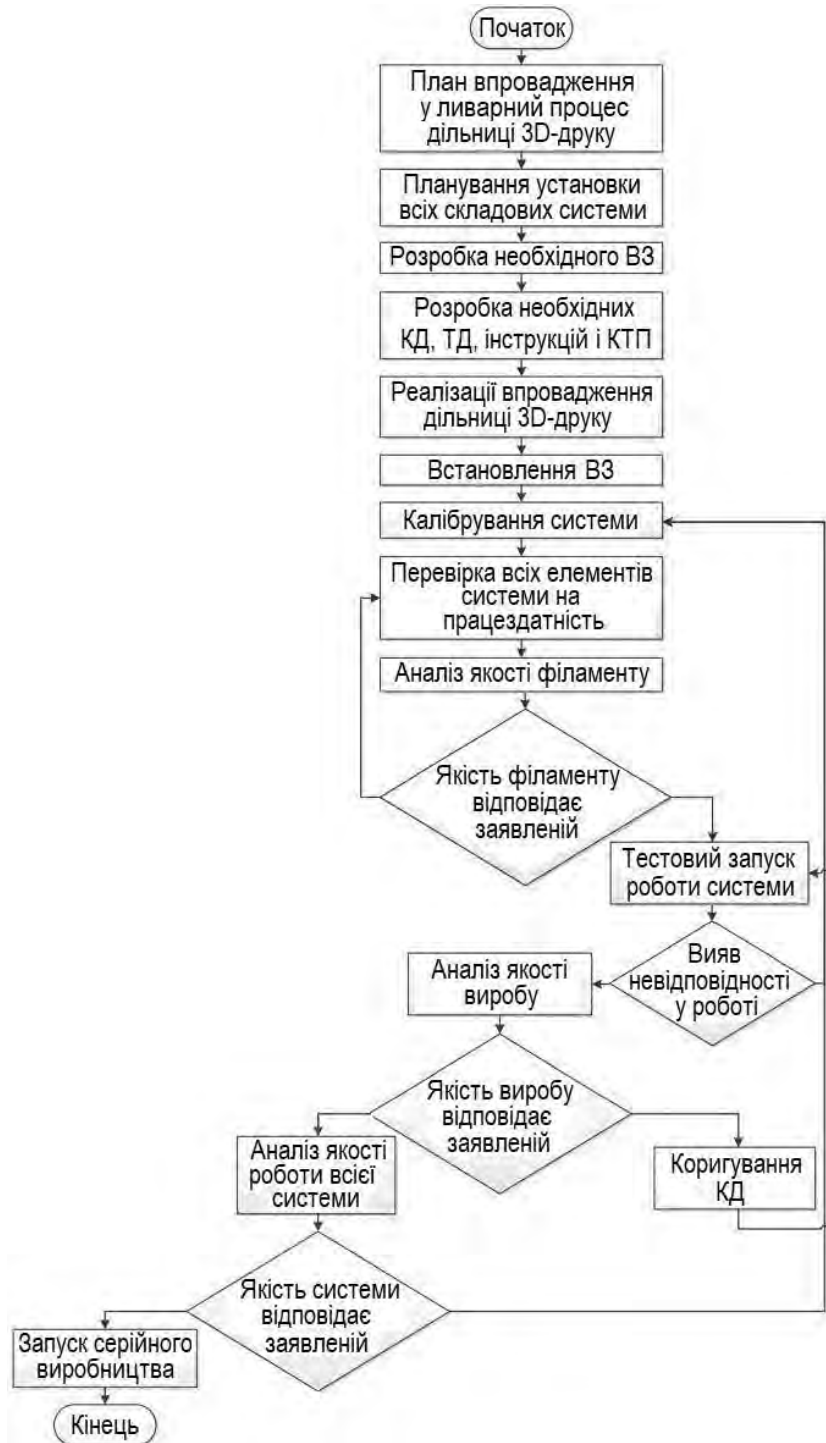 Початок
План впровадження
у ливарний процес
дільниці 3D-друку
Планування установки
всіх складових системи
Розробка необхідного ВЗ
Розробка необхідних
КД, ТД, інструкцій і КТП
Реалізації впровадження
дільниці 3D-друку
Встановлення ВЗ
Калібрування системи
Перевірка всіх елементів
системи на
працездатність
Аналіз якості філаменту
Якість філаменту
відповідає
заявленій
Тестовий запуск
роботи системи
Вияв
невідповідності
у роботі
Аналіз якості
виробу
Якість виробу
відповідає
заявленій
Аналіз якості
роботи всієї
системи
Коригування
КД
Якість системи
відповідає
заявленій
Запуск серійного
виробництва
Кінець